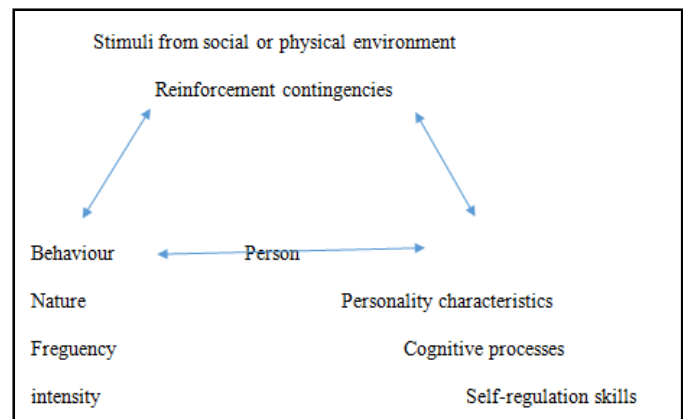 Stimuli from social or physical environment
Reinforcement contingencies
Behaviour Person
Nature Personality characteristics
Freguency Cognitive processes
intensity Self-regulation skills